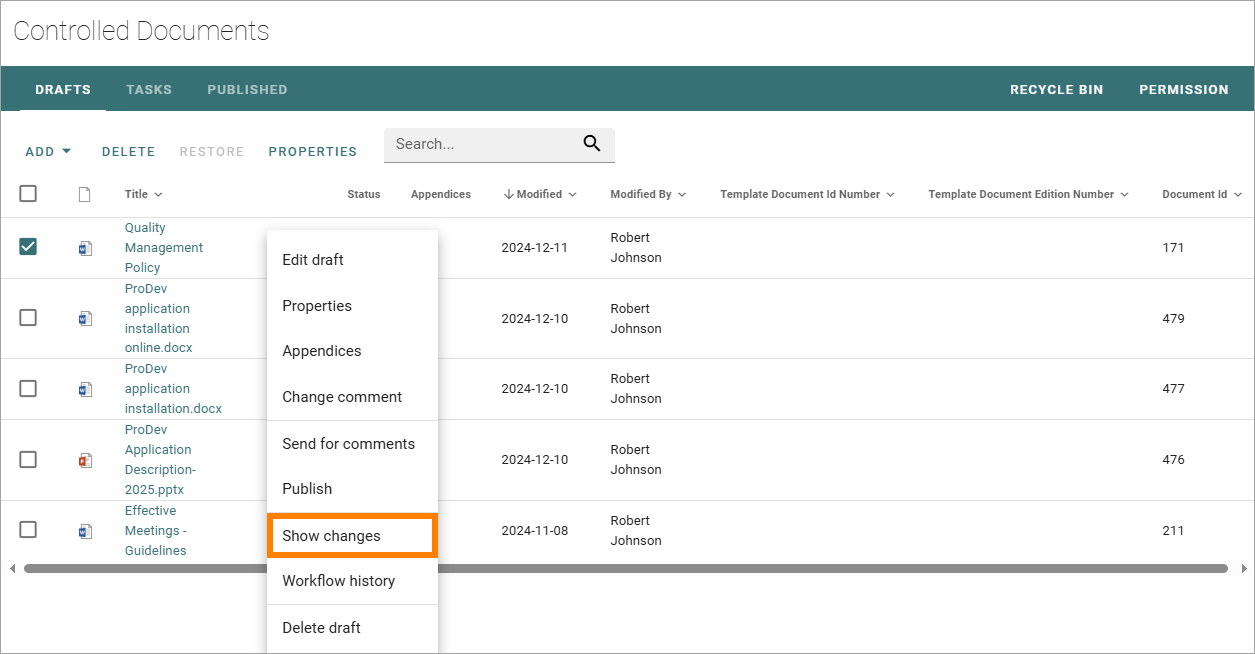 Controlled Documents
DRAFTS TASKS PUBLISHED RECYCLE BIN PERMISSION
ADD DELETE RESTORE PROPERTIES Search...
Title Status Appendices Modified Modified By Template Document Id Number Template Document Edition Number Document Id
Quality
Management
Policy
2024-12-11
Robert
Johnson
171
ProDev
application
installation
online.docx
2024-12-10
Robert
Johnson
479
ProDev
application
installation.docx
2024-12-10
Robert
Johnson
477
ProDev
Application
Description-
2025.pptx
2024-12-10
Robert
Johnson
476
Effective
Meetings -
Guidelines
2024-11-08
Robert
Johnson
211
Edit draft
Properties
Appendices
Change comment
Send for comments
Publish
Show changes
Workflow history
Delete draft